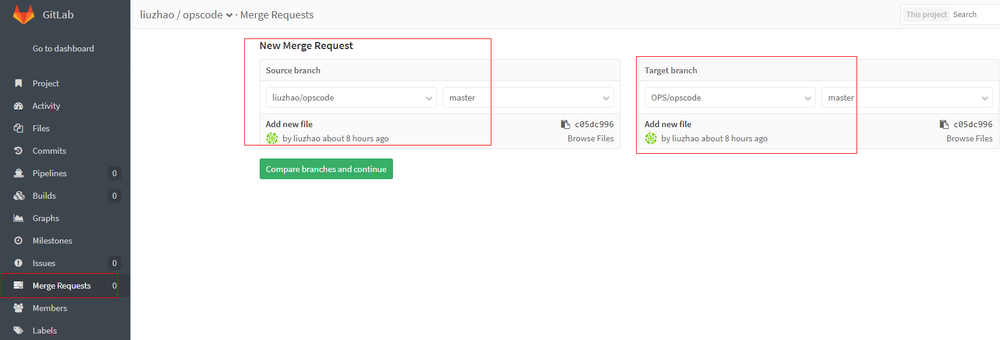 GitLab
liuzhao / opscode · Merge Requests
This project Search
Go to dashboard
Project
Activity
Files
Commits
Pipelines 0
Builds 0
Graphs
Milestones
Issues 0
Merge Requests 0
Members
Labels
New Merge Request
Source branch
liuzhao/opscode master
Add new file c05dc996
by liuzhao about 8 hours ago Browse Files
Target branch
OPS/opscode master
Add new file c05dc996
by liuzhao about 8 hours ago Browse Files
Compare branches and continue